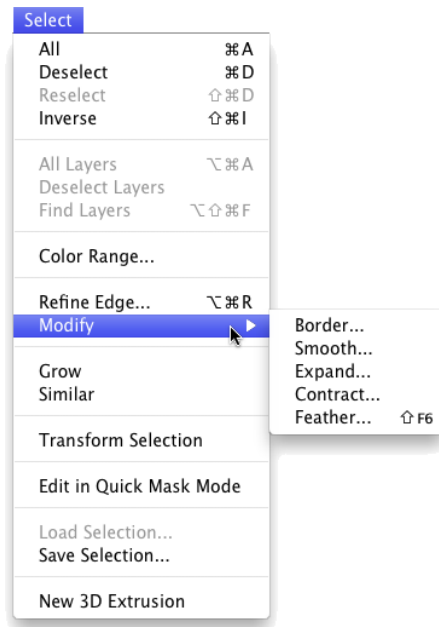 Select
All ⌘A
Deselect ⌘D
Reselect ⇧⌘D
Inverse ⇧⌘I
All Layers ⌥⌘A
Deselect Layers
Find Layers ⌥⇧⌘F
Color Range...
Refine Edge... ⌥⌘R
Modify ▶
Border...
Smooth...
Expand...
Contract...
Feather... ⇧F6
Grow
Similar
Transform Selection
Edit in Quick Mask Mode
Load Selection...
Save Selection...
New 3D Extrusion